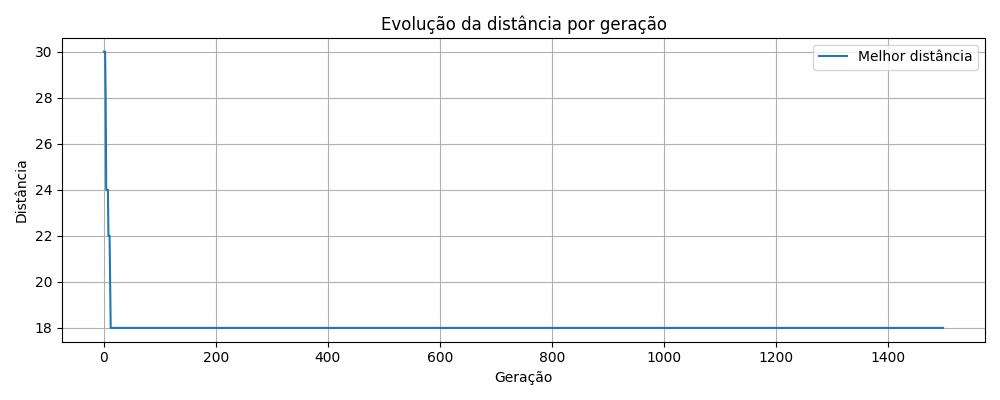 Evolução da distância por geração
Melhor distância
30
28
26
24
22
20
18
Distância
0 200 400 600 800 1000 1200 1400
Geração